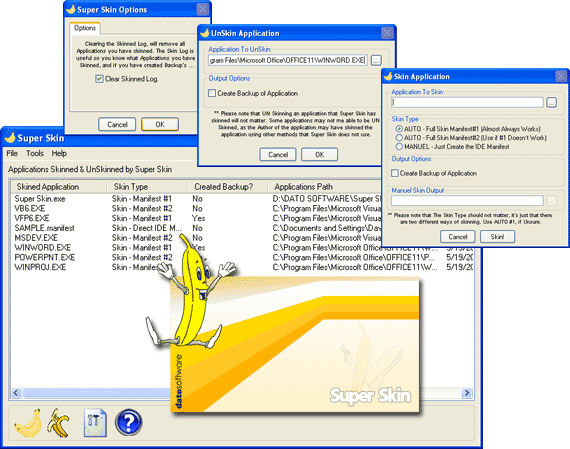 Super Skin Options
Options
Clearing the Skinned Log, will remove all
Applications you have skinned. The Skin Log is
useful so you know what Applications you have
Skinned, and if you have created Backup's ...
Clear Skinned Log.
Cancel
OK
UnSkin Application
Application To UnSkin
gram Files\Microsoft Office\OFFICE11\WINWORD.EXE
...
Output Options
Create Backup of Application
** Please note that UN Skinning an application that Super Skin has
skinned will not matter. Some applications may not me able to be UN
Skinned, as the Author of the application may have skinned the
application using other methods that Super Skin does not use.
Cancel
OK
Skin Application
Application To Skin
...
Skin Type
AUTO - Full Skin Manifest#1 (Almost Always Works)
AUTO - Full Skin Manifest#2 (Use if #1 Doesn't Work)
MANUEL - Just Create the IDE Manifest
Output Options
Create Backup of Application
Manuel Skin Output
** Please note that The Skin Type should not matter, it's just that
there are two different ways of skinning. Use AUTO #1, if Unsure.
Cancel
Skin!
Super Skin
File Tools Help
Applications Skinned & UnSkinned by Super Skin
Skined Application Skin Type Created Backup? Applications Path
Super Skin.exe Skin - Manifest #1 No D:\DATO SOFTWARE\Super S
VB6.EXE Skin - Manifest #2 No C:\Program Files\Microsoft Visua
VFP6.EXE Skin - Manifest #1 Yes C:\Program Files\Microsoft Visua
SAMPLE.manifest Skin - Direct IDE M... No C:\Documents and Settings\Dav
MSDEV.EXE Skin - Manifest #2 No C:\Program Files\Microsoft Visua
WINWORD.EXE Skin - Manifest #1 Yes C:\Program Files\Microsoft Office\OFFICE11\W... 5/19/20
POWERPNT.EXE Skin - Manifest #2 C:\Program Files\Microsoft Office\OFFICE11\P... 5/19/20
WINPROJ.EXE Skin - Manifest Yes C:\Program Files\Microsoft Office\OFFICE11\W... 5/19/20
datosoftware
Super Skin